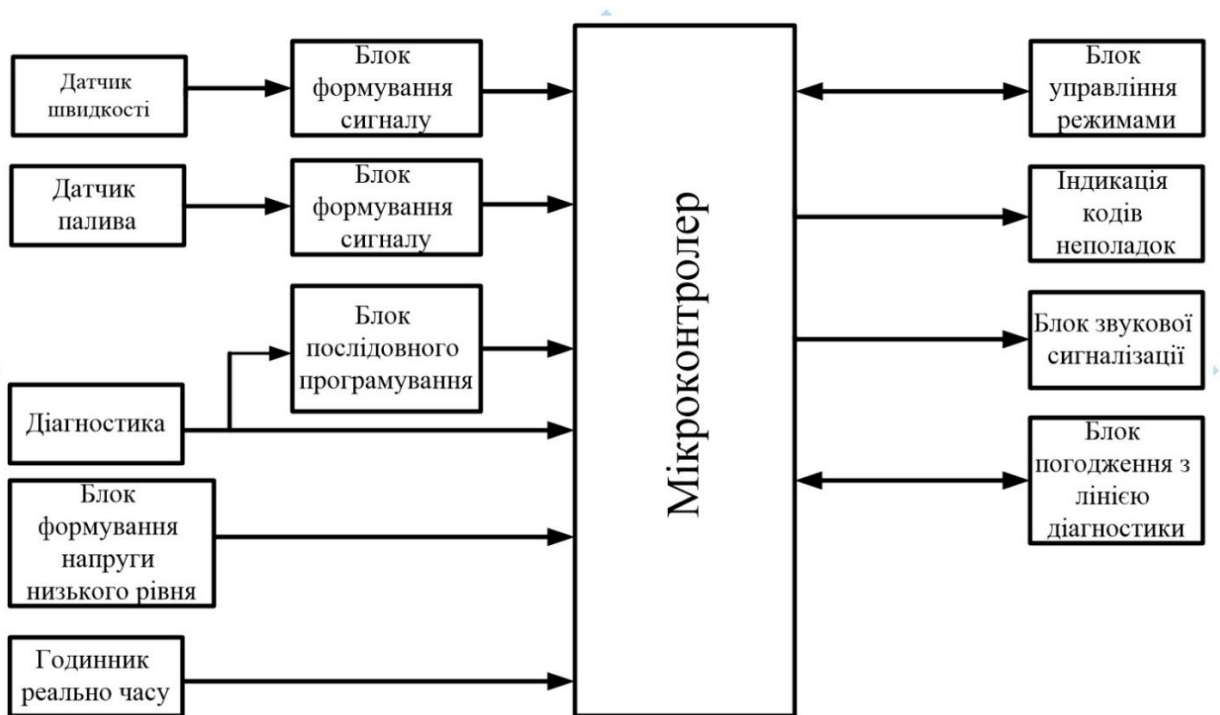 Датчик
швидкості
Блок
формування
сигналу
Датчик
палива
Блок
формування
сигналу
Блок
послідовного
програмування
Діагностика
Блок
формування
напруги
низького рівня
Годинник
реально часу
Мікроконтролер
Блок
управління
режимами
Індикація
кодів
неполадок
Блок звукової
сигналізації
Блок
погодження з
лінією
діагностики